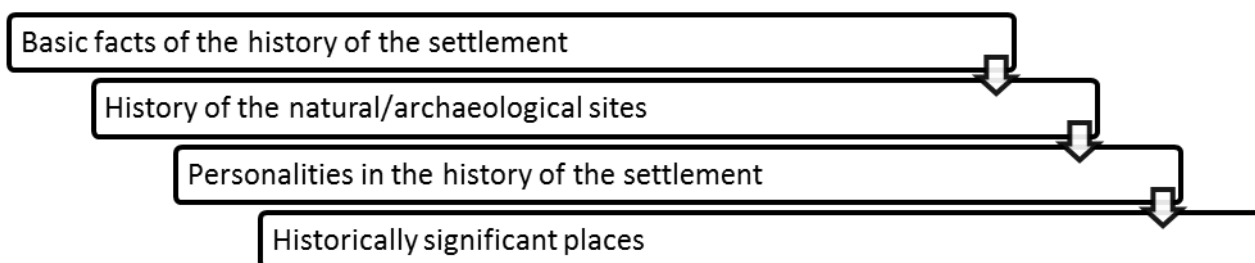 Basic facts of the history of the settlement
History of the natural/archaeological sites
Personalities in the history of the settlement
Historically significant places